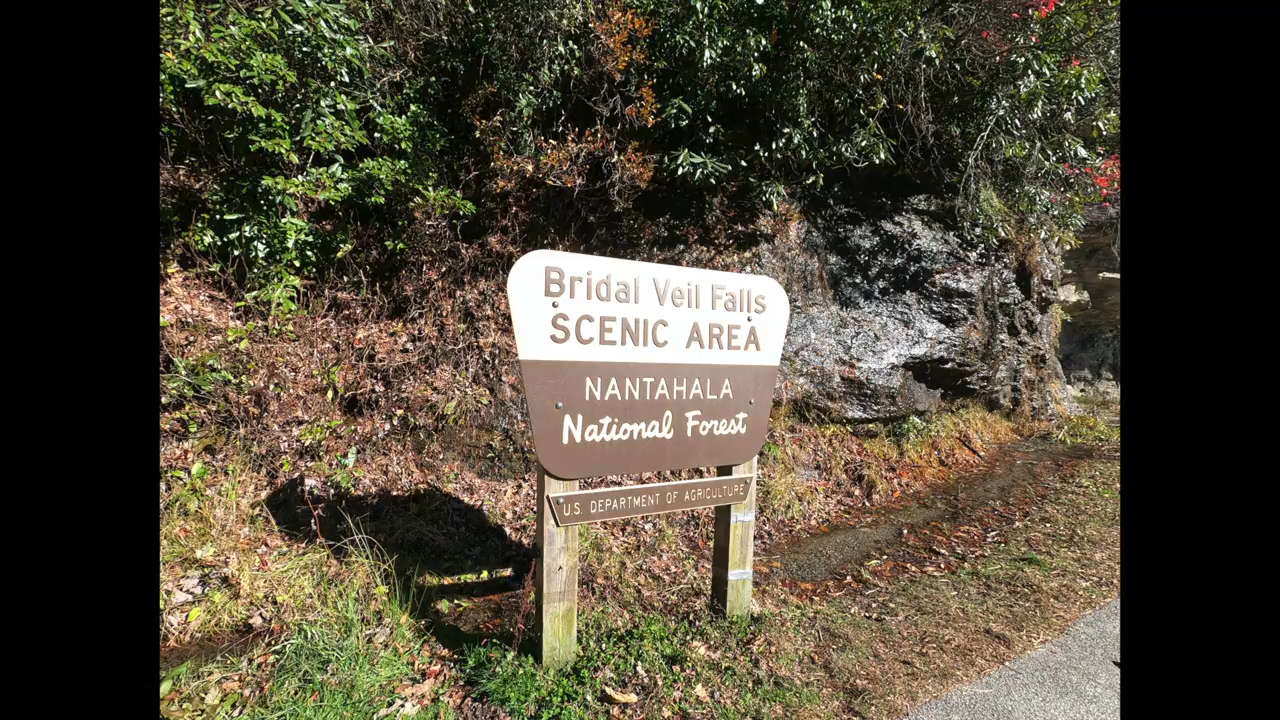 Bridal Veil Falls
SCENIC AREA
NANTAHALA
National Forest
U.S. DEPARTMENT OF AGRICULTURE